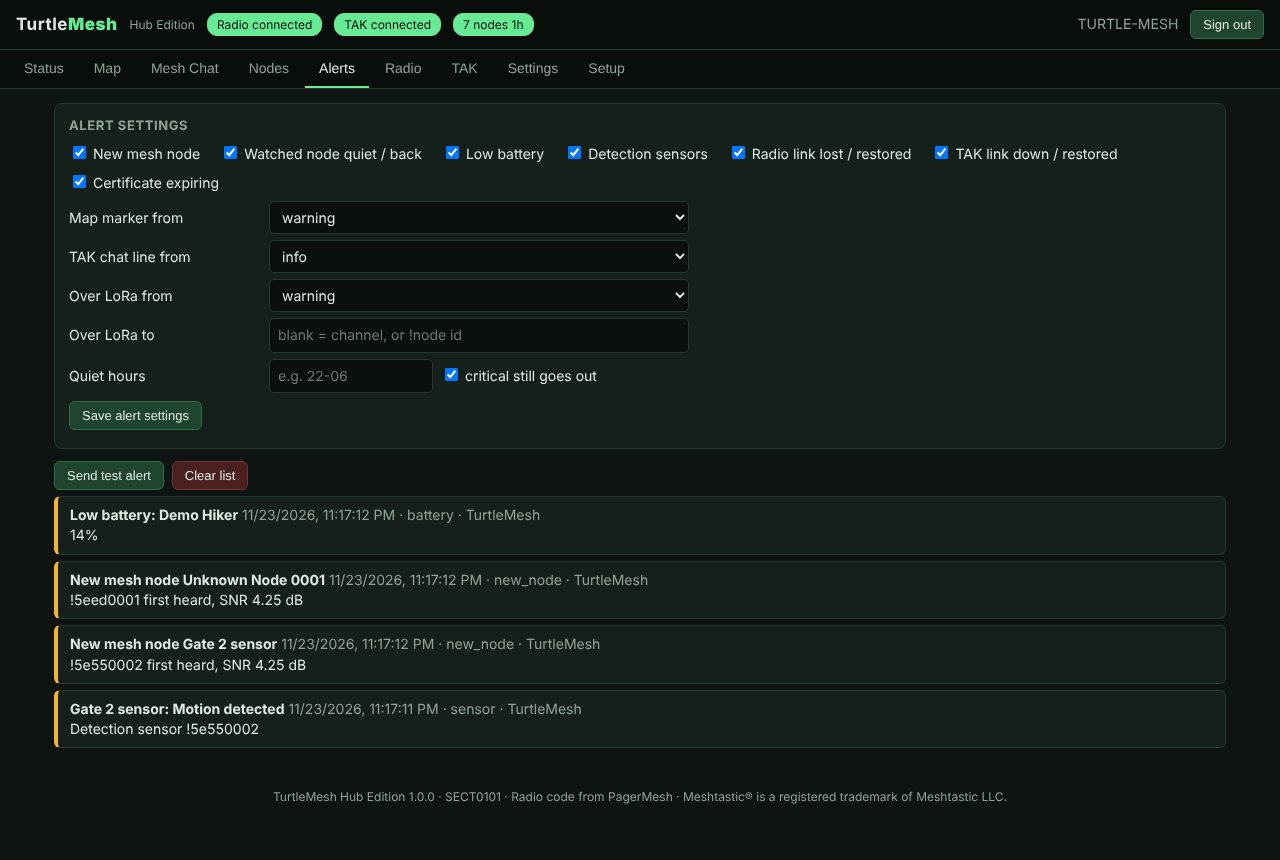 TurtleMesh Hub Edition Radio connected TAK connected 7 nodes 1h TURTLE-MESH Sign out
Status Map Mesh Chat Nodes Alerts Radio TAK Settings Setup
ALERT SETTINGS
New mesh node Watched node quiet / back Low battery Detection sensors Radio link lost / restored TAK link down / restored
Certificate expiring
Map marker from warning
TAK chat line from info
Over LoRa from warning
Over LoRa to blank = channel, or !node id
Quiet hours e.g. 22-06 critical still goes out
Save alert settings
Send test alert Clear list
Low battery: Demo Hiker 11/23/2026, 11:17:12 PM · battery · TurtleMesh
14%
New mesh node Unknown Node 0001 11/23/2026, 11:17:12 PM · new_node · TurtleMesh
!5eed0001 first heard, SNR 4.25 dB
New mesh node Gate 2 sensor 11/23/2026, 11:17:12 PM · new_node · TurtleMesh
!5e550002 first heard, SNR 4.25 dB
Gate 2 sensor: Motion detected 11/23/2026, 11:17:11 PM · sensor · TurtleMesh
Detection sensor !5e550002
TurtleMesh Hub Edition 1.0.0 · SECT0101 · Radio code from PagerMesh · Meshtastic® is a registered trademark of Meshtastic LLC.